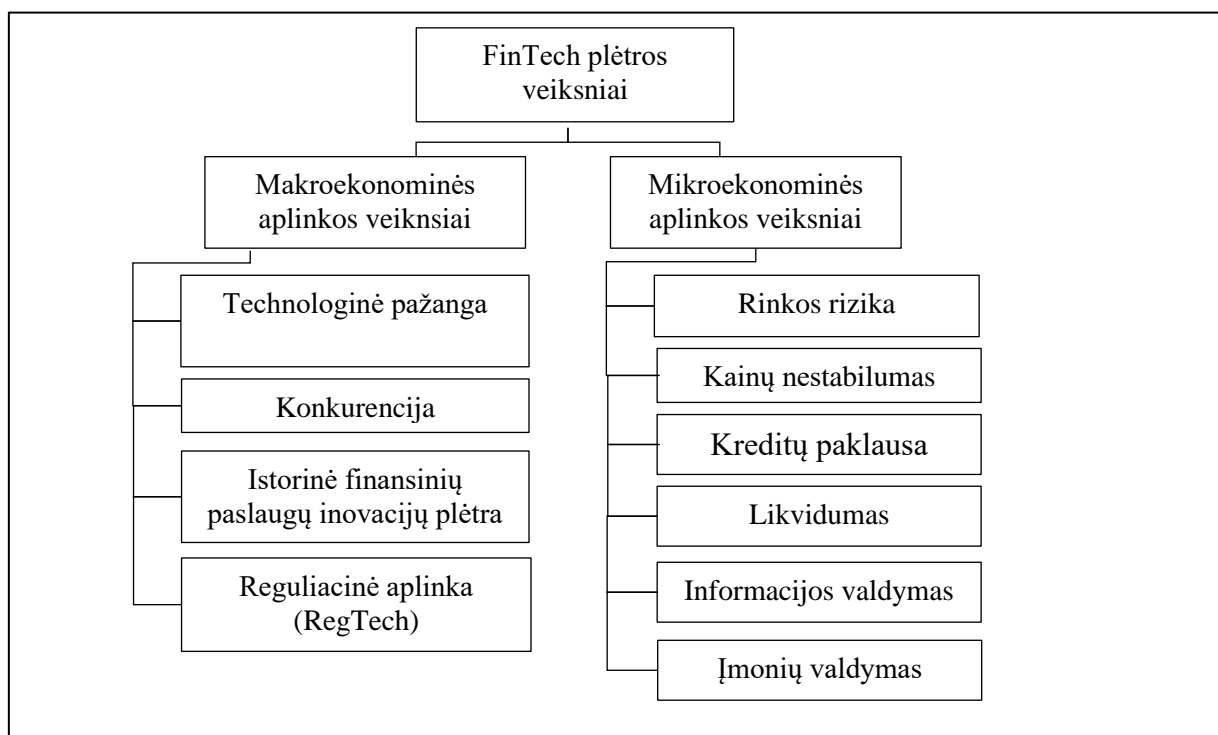 FinTech plėtros
veiksniai
Makroekonominės
aplinkos veiknsiai
Mikroekonominės
aplinkos veiksniai
Technologinė pažanga
Konkurencija
Istorinė finansinių
paslaugų inovacijų plėtra
Reguliacinė aplinka
(RegTech)
Rinkos rizika
Kainų nestabilumas
Kreditų paklausa
Likvidumas
Informacijos valdymas
Įmonių valdymas